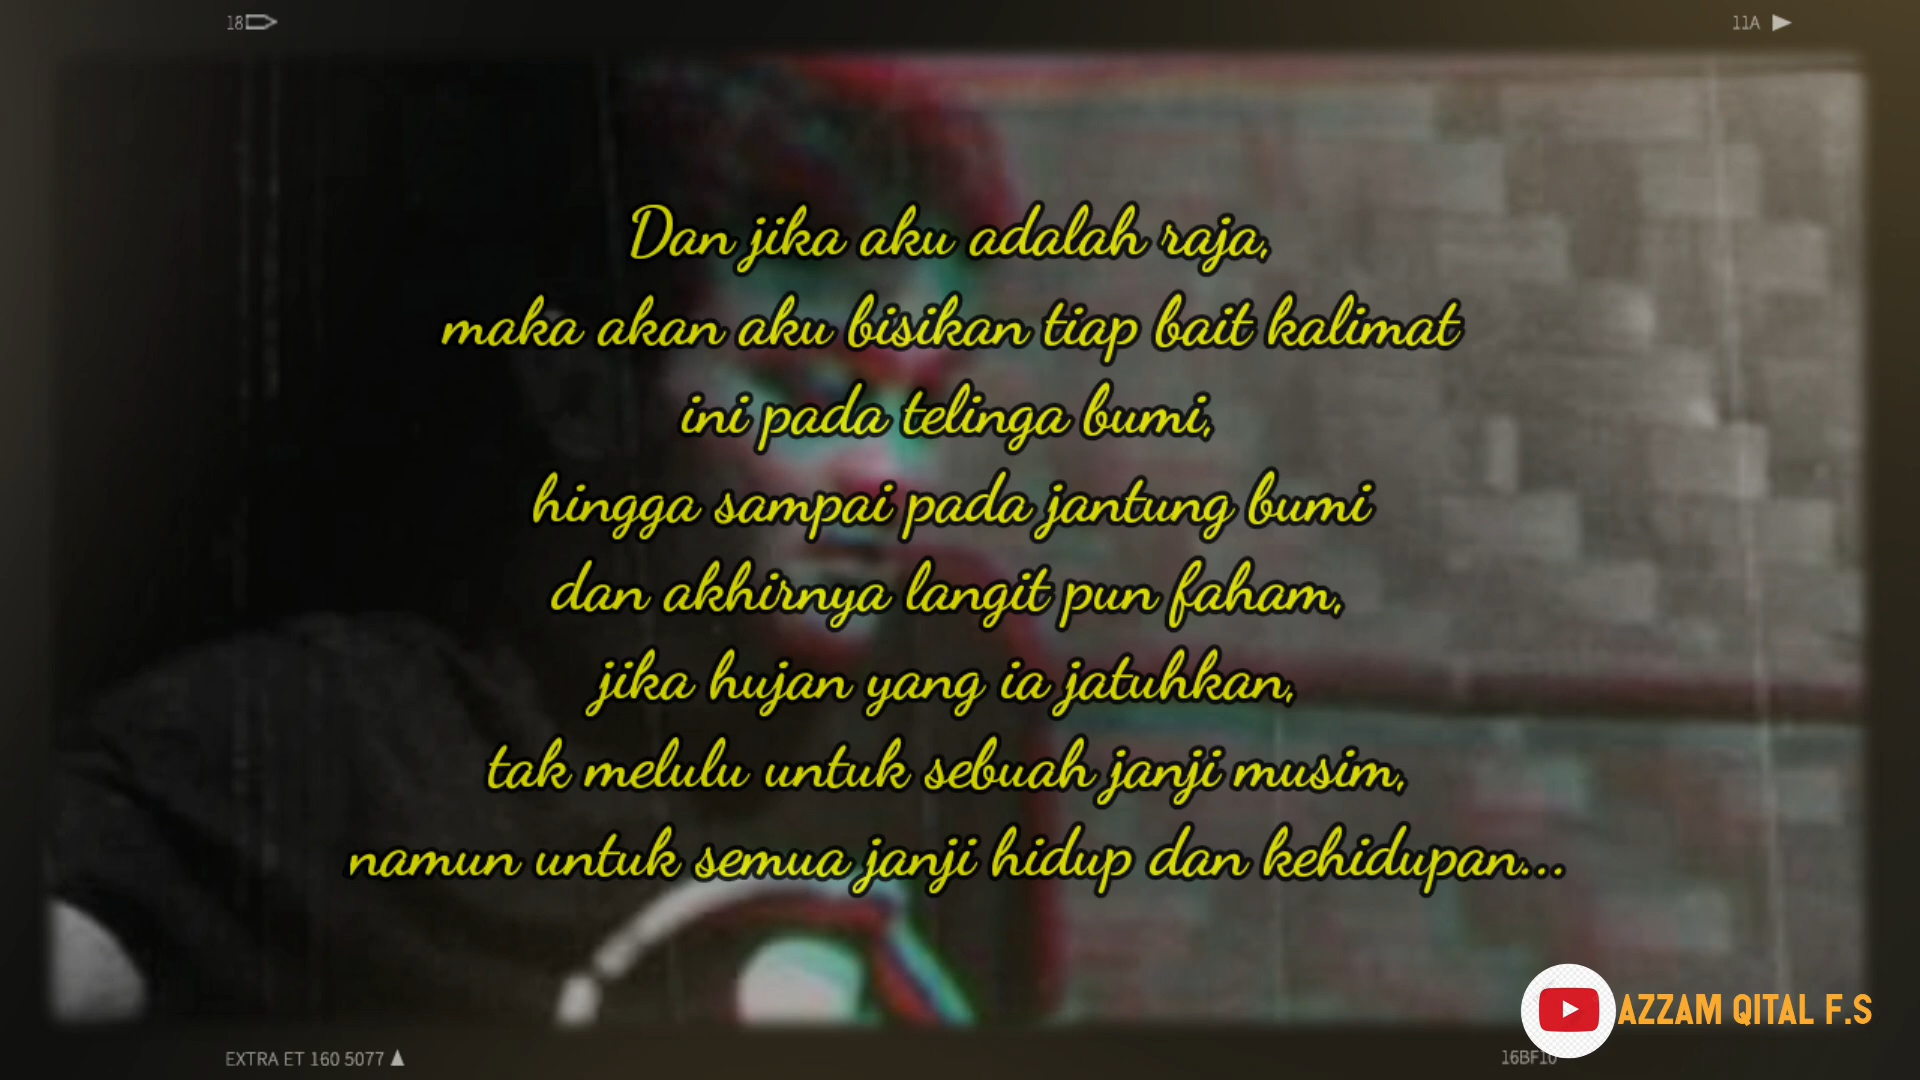 18
11A
Dan jika aku adalah raja,
maka akan aku bisikan tiap bait kalimat
ini pada telinga bumi,
hingga sampai pada jantung bumi
dan akhirnya langit pun faham,
jika hujan yang ia jatuhkan,
tak melulu untuk sebuah janji musim,
namun untuk semua janji hidup dan kehidupan...
AZZAM QITAL F.S
EXTRA ET 160 5077
16BF10